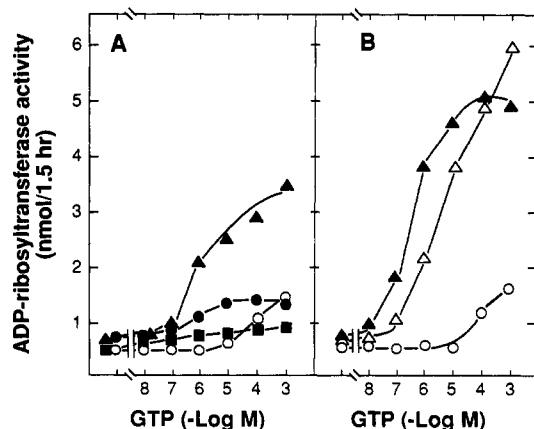 A
B
6
5
4
3
2
1
ADP-ribosyltransferase activity
(nmol/1.5 hr)
8 7 6 5 4 3
8 7 6 5 4 3
GTP (-Log M)
GTP (-Log M)